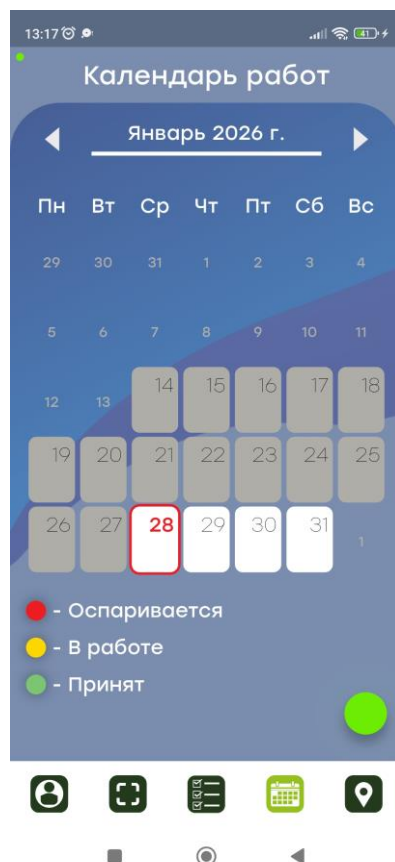 13:17 41
Календарь работ
Январь 2026 г.
Пн Вт Ср Чт Пт Сб Вс
29 30 31 1 2 3 4
5 6 7 8 9 10 11
12 13 14 15 16 17 18
19 20 21 22 23 24 25
26 27 28 29 30 31 1
- Оспаривается
- В работе
- Принят